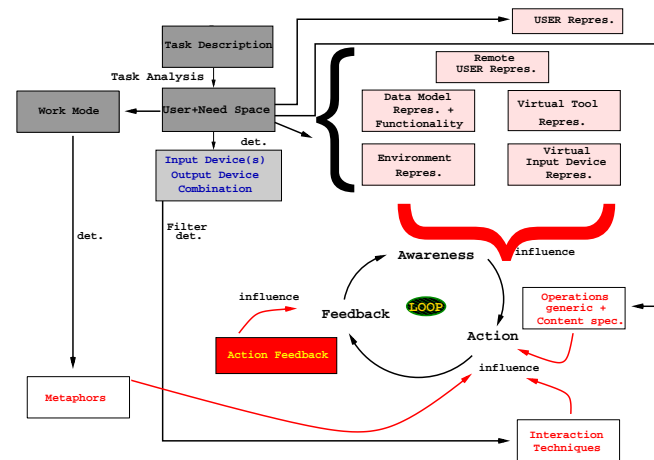 USER Repres.
Task Description
Remote
USER Repres.
Task Analysis
Data Model
Repres. +
Functionality
Virtual Tool
Repres.
Work Mode
User+Need Space
det.
Input Device(s)
Output Device
Combination
Environment
Repres.
Virtual
Input Device
Repres.
Filter
det.
det.
influence
Awareness
influence
Feedback
LOOP
Operations
generic +
Content spec.
Action
Action Feedback
influence
Metaphors
Interaction
Techniques